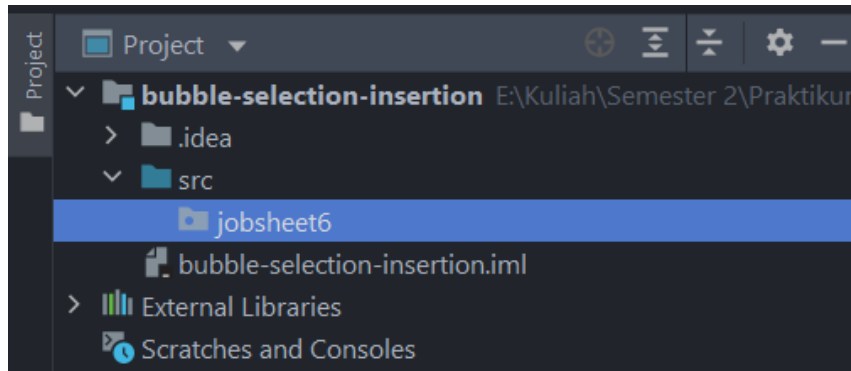 Project
Project
bubble-selection-insertion E:\Kuliah\Semester 2\Praktikur
.idea
src
jobsheet6
bubble-selection-insertion.iml
External Libraries
Scratches and Consoles